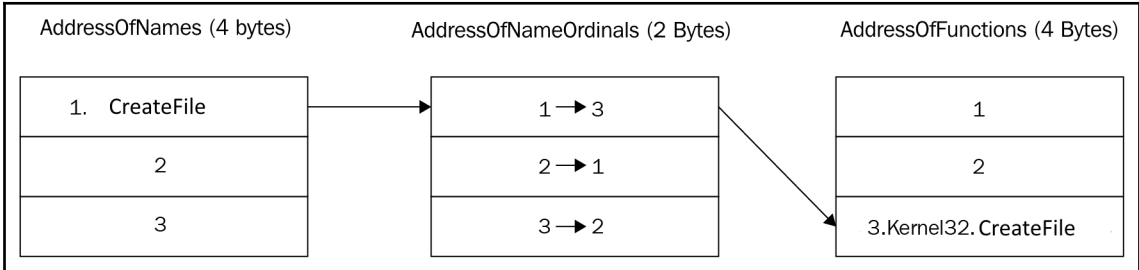 AddressOfNames (4 bytes) AddressOfNameOrdinals (2 Bytes) AddressOfFunctions (4 Bytes)
1. CreateFile 1 → 3 1
2 2 → 1 2
3 3 → 2 3.Kernel32.CreateFile